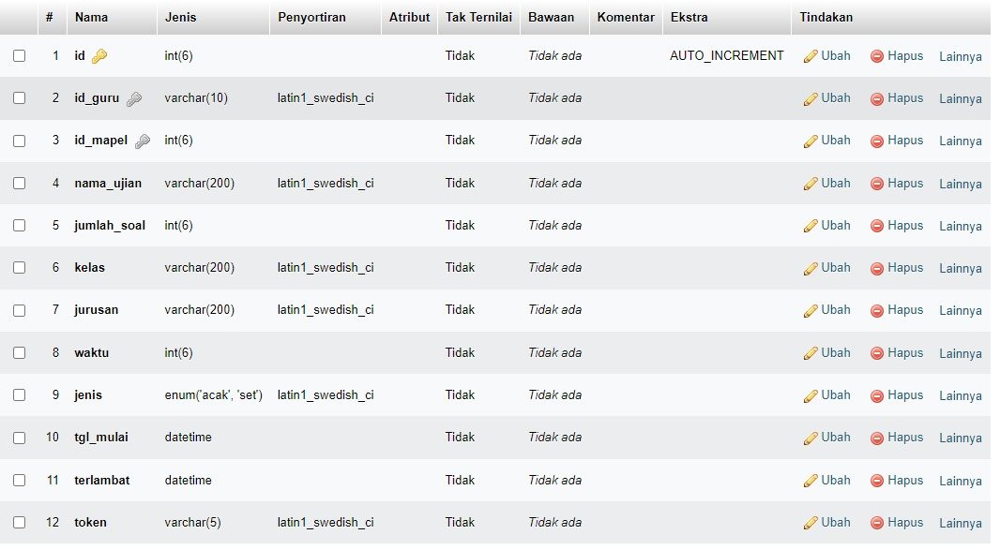 # Nama Jenis Penyortiran Atribut Tak Ternilai Bawaan Komentar Ekstra Tindakan
1 id int(6) Tidak Tidak ada AUTO_INCREMENT Ubah Hapus Lainnya
2 id_guru varchar(10) latin1_swedish_ci Tidak Tidak ada Ubah Hapus Lainnya
3 id_mapel int(6) Tidak Tidak ada Ubah Hapus Lainnya
4 nama_ujian varchar(200) latin1_swedish_ci Tidak Tidak ada Ubah Hapus Lainnya
5 jumlah_soal int(6) Tidak Tidak ada Ubah Hapus Lainnya
6 kelas varchar(200) latin1_swedish_ci Tidak Tidak ada Ubah Hapus Lainnya
7 jurusan varchar(200) latin1_swedish_ci Tidak Tidak ada Ubah Hapus Lainnya
8 waktu int(6) Tidak Tidak ada Ubah Hapus Lainnya
9 jenis enum('acak', 'set') latin1_swedish_ci Tidak Tidak ada Ubah Hapus Lainnya
10 tgl_mulai datetime Tidak Tidak ada Ubah Hapus Lainnya
11 terlambat datetime Tidak Tidak ada Ubah Hapus Lainnya
12 token varchar(5) latin1_swedish_ci Tidak Tidak ada Ubah Hapus Lainnya